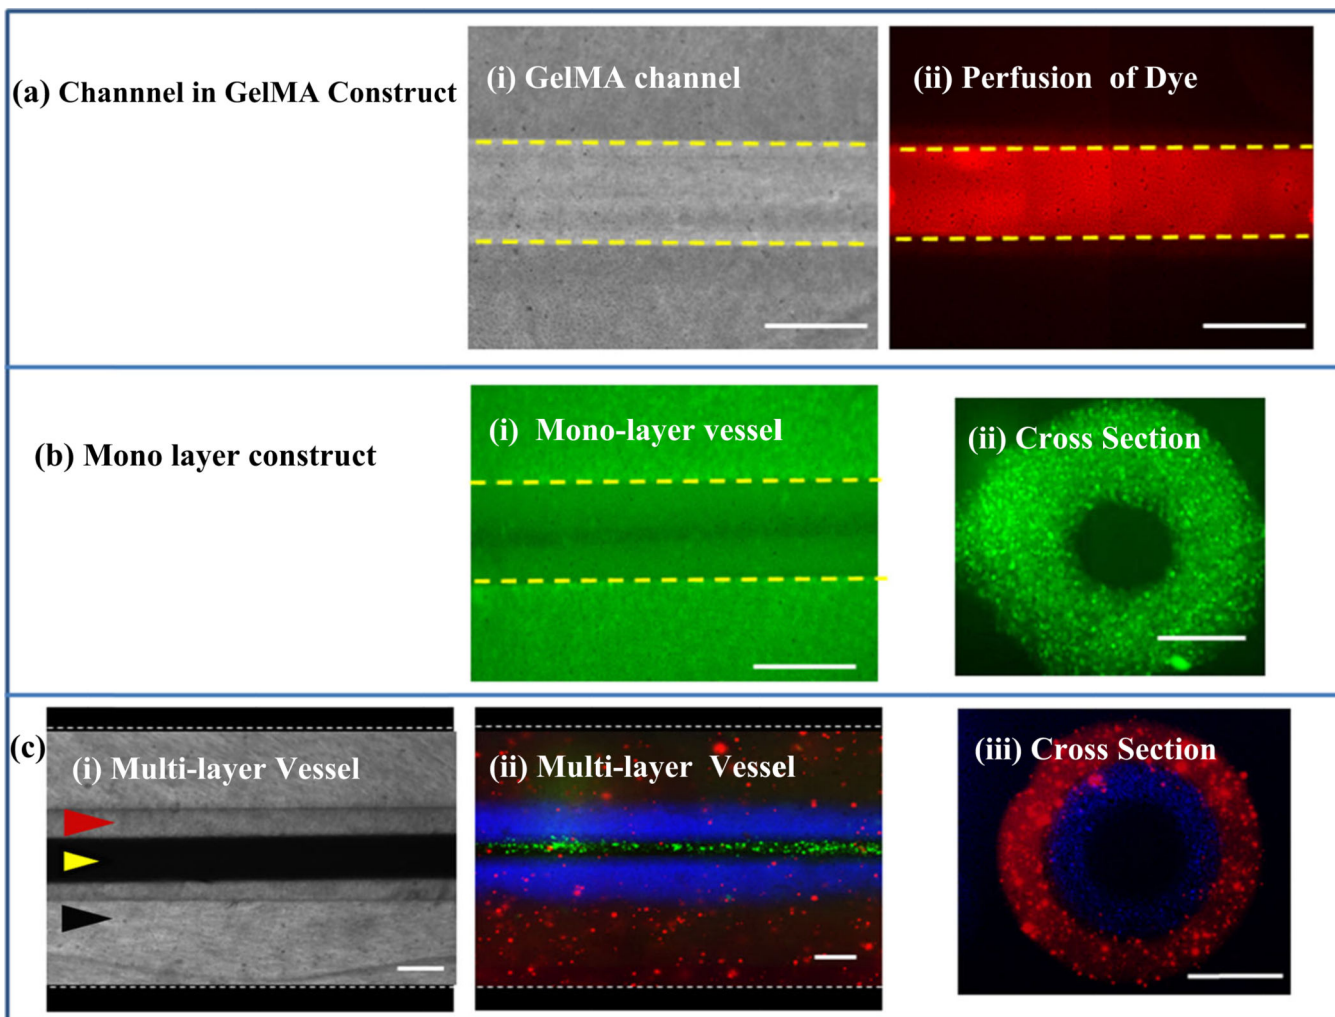 (a) Channnel in GelMA Construct
(i) GelMA channel
(ii) Perfusion of Dye
(b) Mono layer construct
(i) Mono-layer vessel
(ii) Cross Section
(c)
(i) Multi-layer Vessel
(ii) Multi-layer Vessel
(iii) Cross Section